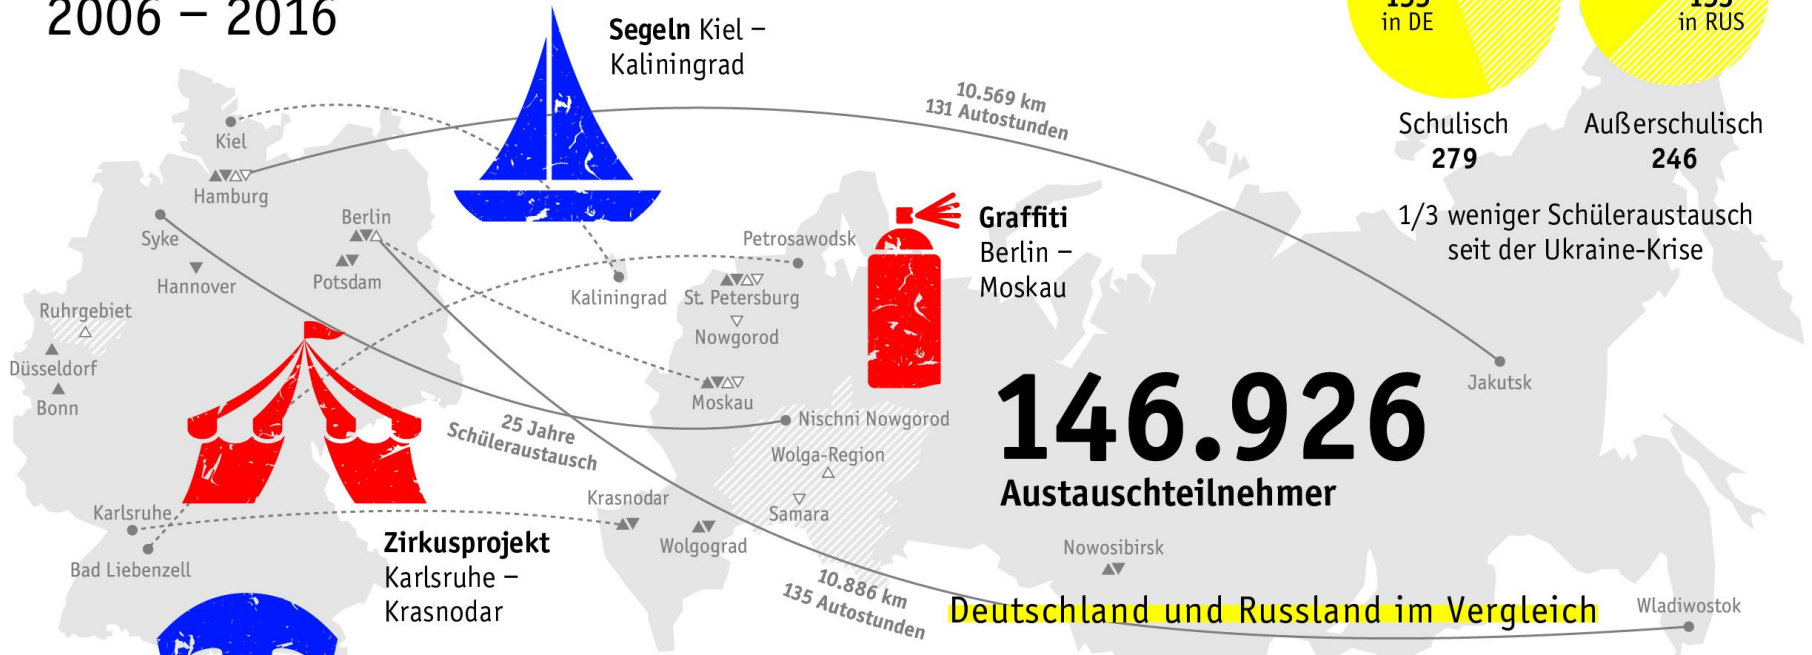 2006 – 2016
Segeln Kiel –
Kaliningrad
in DE
in RUS
Schulisch
279
Außerschulisch
246
1/3 weniger Schüleraustausch
seit der Ukraine-Krise
10.569 km
131 Autostunden
Kiel
Hamburg
Syke
Berlin
Potsdam
Hannover
Ruhrgebiet
Düsseldorf
Bonn
Petrosawodsk
Kaliningrad
St. Petersburg
Nowgorod
Graffiti
Berlin –
Moskau
Moskau
Jakutsk
Nischni Nowgorod
25 Jahre
Schüleraustausch
Wolga-Region
146.926
Austauschteilnehmer
Krasnodar
Samara
Wolgograd
Karlsruhe
Bad Liebenzell
Zirkusprojekt
Karlsruhe –
Krasnodar
Nowosibirsk
10.886 km
135 Autostunden
Deutschland und Russland im Vergleich
Wladiwostok